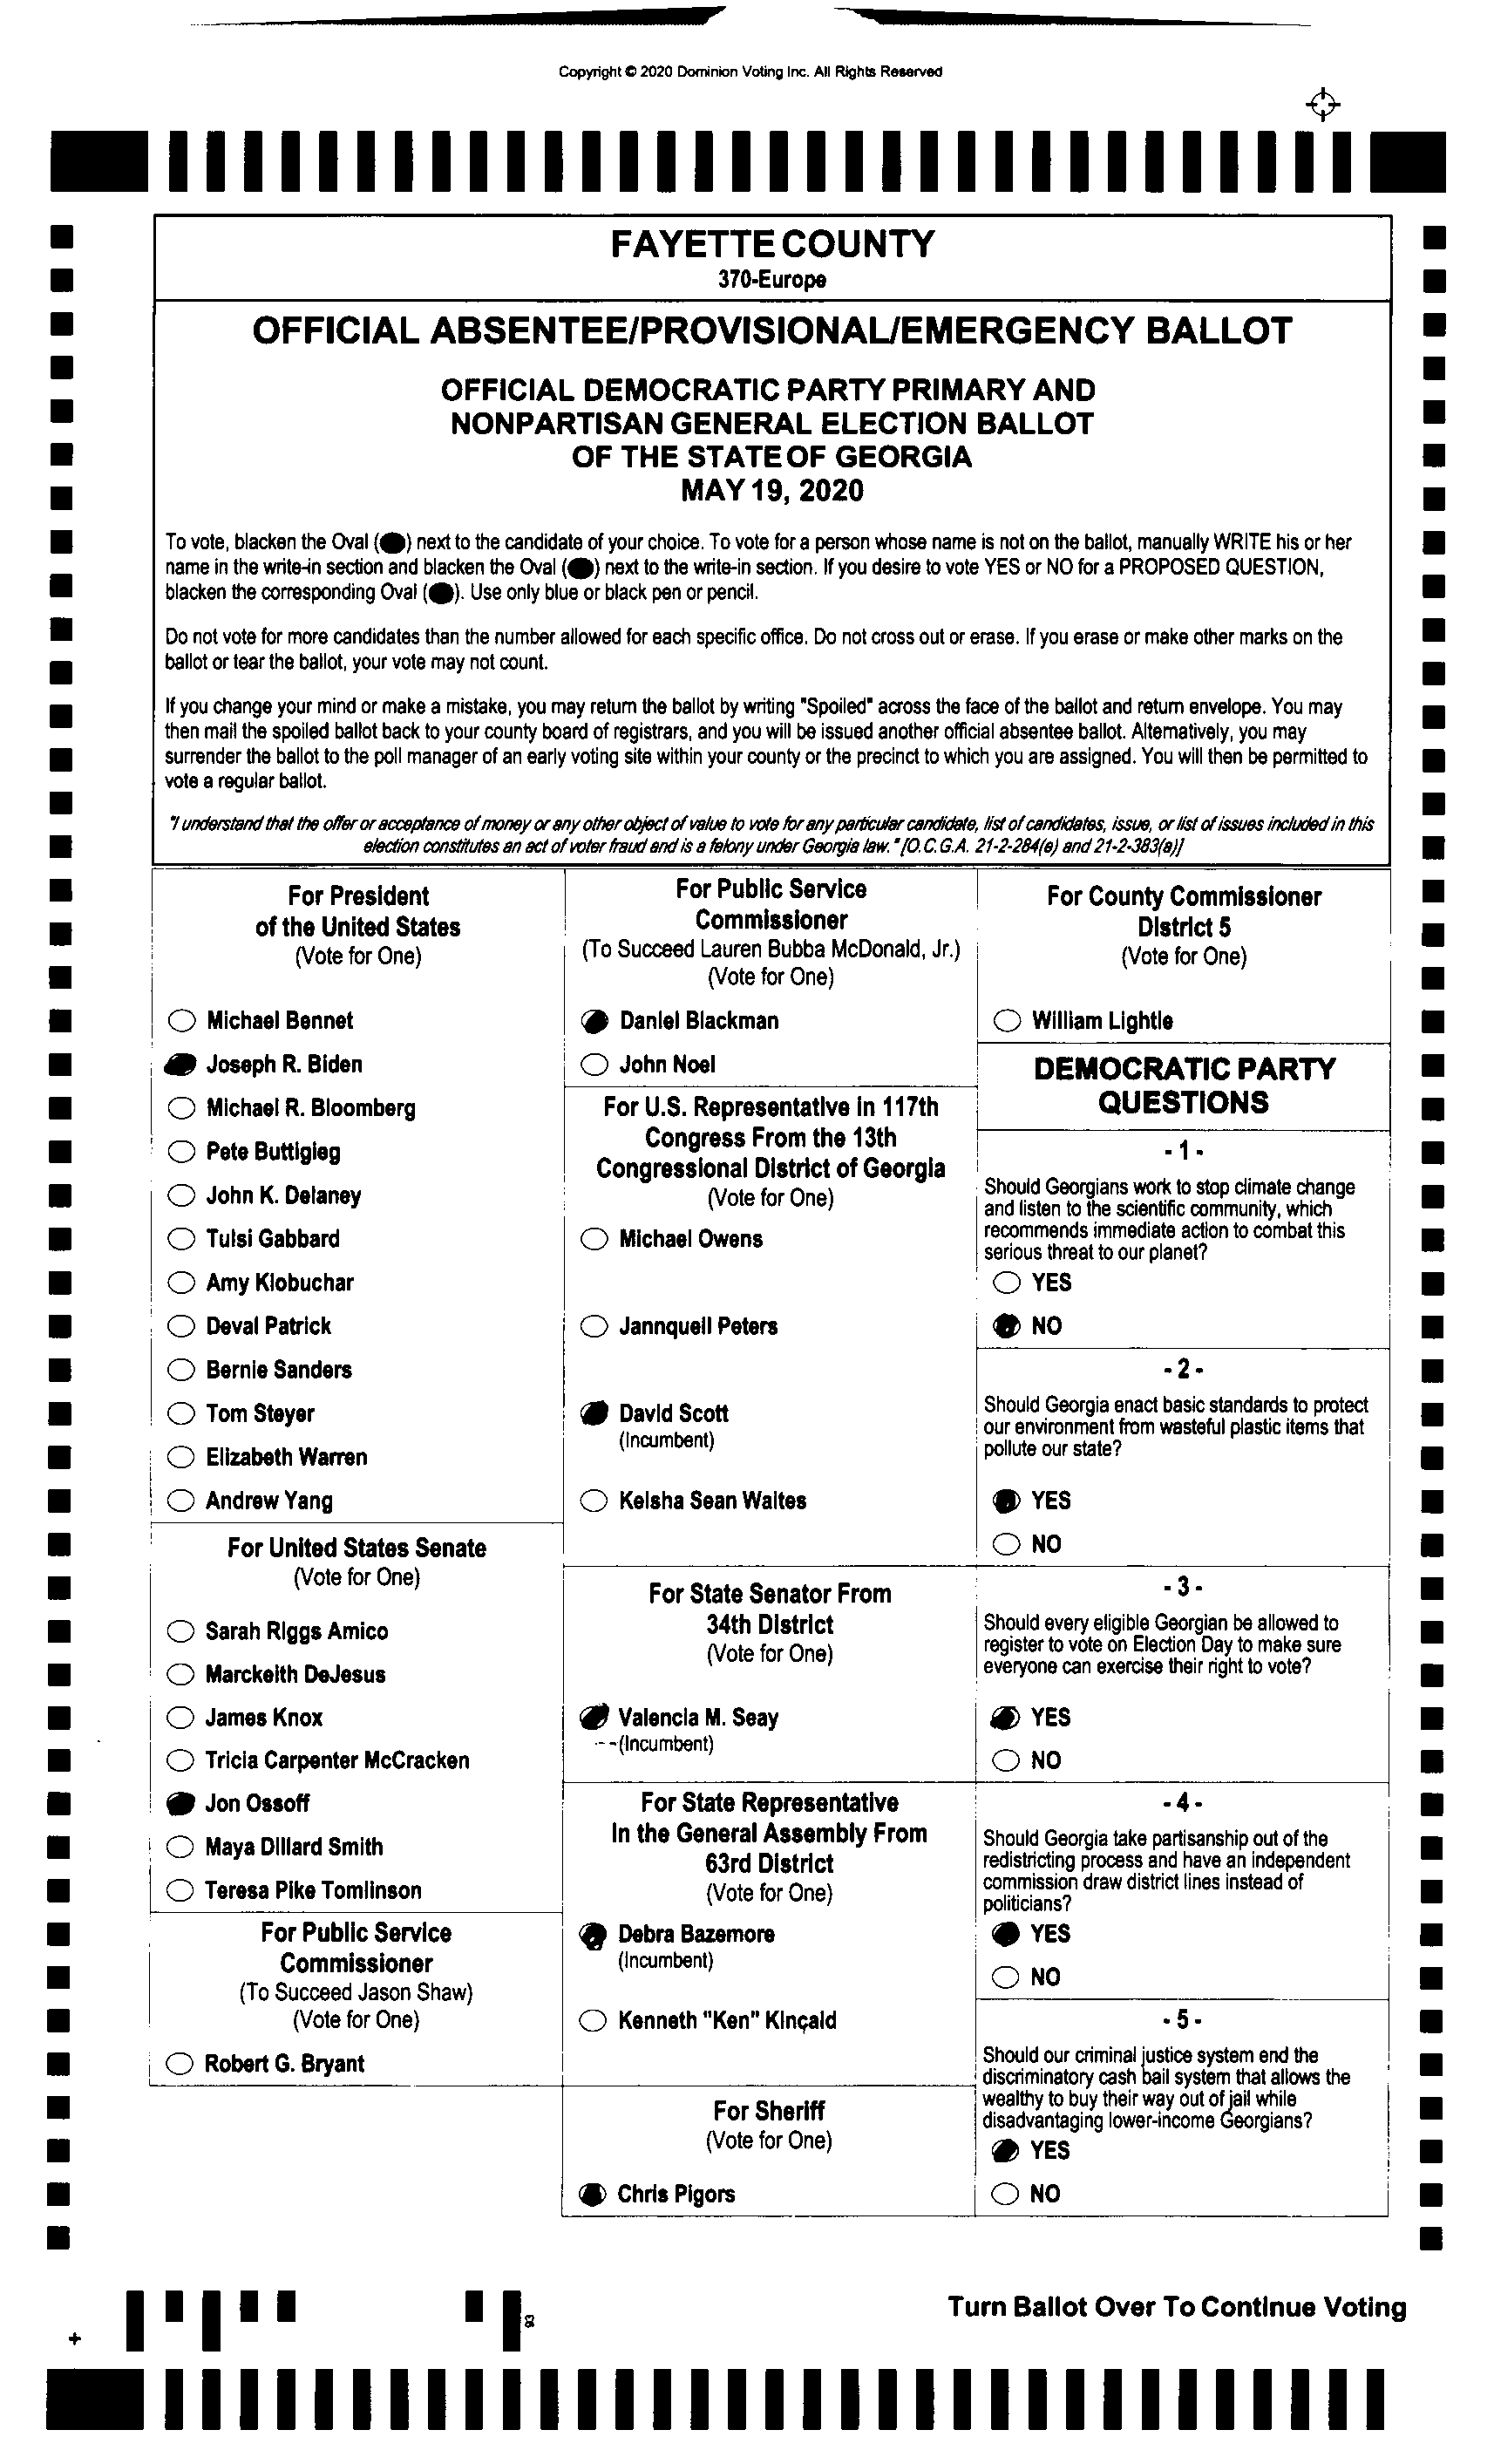 Copyright © 2020 Dominion Voting Inc. All Rights Reserved
FAYETTE COUNTY
370-Europe
OFFICIAL ABSENTEE/PROVISIONAL/EMERGENCY BALLOT
OFFICIAL DEMOCRATIC PARTY PRIMARY AND
NONPARTISAN GENERAL ELECTION BALLOT
OF THE STATE OF GEORGIA
MAY 19, 2020
To vote, blacken the Oval ( ) next to the candidate of your choice. To vote for a person whose name is not on the ballot, manually WRITE his or her
name in the write-in section and blacken the Oval ( ) next to the write-in section. If you desire to vote YES or NO for a PROPOSED QUESTION,
blacken the corresponding Oval ( ). Use only blue or black pen or pencil.
Do not vote for more candidates than the number allowed for each specific office. Do not cross out or erase. If you erase or make other marks on the
ballot or tear the ballot, your vote may not count.
If you change your mind or make a mistake, you may return the ballot by writing "Spoiled" across the face of the ballot and return envelope. You may
then mail the spoiled ballot back to your county board of registrars, and you will be issued another official absentee ballot. Alternatively, you may
surrender the ballot to the poll manager of an early voting site within your county or the precinct to which you are assigned. You will then be permitted to
vote a regular ballot.
"I understand that the offer or acceptance of money or any other object of value to vote for any particular candidate, list of candidates, issue, or list of issues included in this
election constitutes an act of voter fraud and is a felony under Georgia law." [O.C.G.A. 21-2-284(e) and 21-2-383(a)]
For President
of the United States
(Vote for One)
Michael Bennet
Joseph R. Biden
Michael R. Bloomberg
Pete Buttigieg
John K. Delaney
Tulsi Gabbard
Amy Klobuchar
Deval Patrick
Bernie Sanders
Tom Steyer
Elizabeth Warren
Andrew Yang
For United States Senate
(Vote for One)
Sarah Riggs Amico
Marckeith DeJesus
James Knox
Tricia Carpenter McCracken
Jon Ossoff
Maya Dillard Smith
Teresa Pike Tomlinson
For Public Service
Commissioner
(To Succeed Jason Shaw)
(Vote for One)
Robert G. Bryant
For Public Service
Commissioner
(To Succeed Lauren Bubba McDonald, Jr.)
(Vote for One)
Daniel Blackman
John Noel
For U.S. Representative in 117th
Congress From the 13th
Congressional District of Georgia
(Vote for One)
Michael Owens
Jannquell Peters
David Scott
(Incumbent)
Keisha Sean Waites
For State Senator From
34th District
(Vote for One)
Valencia M. Seay
(Incumbent)
For State Representative
In the General Assembly From
63rd District
(Vote for One)
Debra Bazemore
(Incumbent)
Kenneth "Ken" Kinçaid
For Sheriff
(Vote for One)
Chris Pigors
For County Commissioner
District 5
(Vote for One)
William Lightle
DEMOCRATIC PARTY
QUESTIONS
- 1 -
Should Georgians work to stop climate change
and listen to the scientific community, which
recommends immediate action to combat this
serious threat to our planet?
YES
NO
- 2 -
Should Georgia enact basic standards to protect
our environment from wasteful plastic items that
pollute our state?
YES
NO
- 3 -
Should every eligible Georgian be allowed to
register to vote on Election Day to make sure
everyone can exercise their right to vote?
YES
NO
- 4 -
Should Georgia take partisanship out of the
redistricting process and have an independent
commission draw district lines instead of
politicians?
YES
NO
- 5 -
Should our criminal justice system end the
discriminatory cash bail system that allows the
wealthy to buy their way out of jail while
disadvantaging lower-income Georgians?
YES
NO
Turn Ballot Over To Continue Voting
93